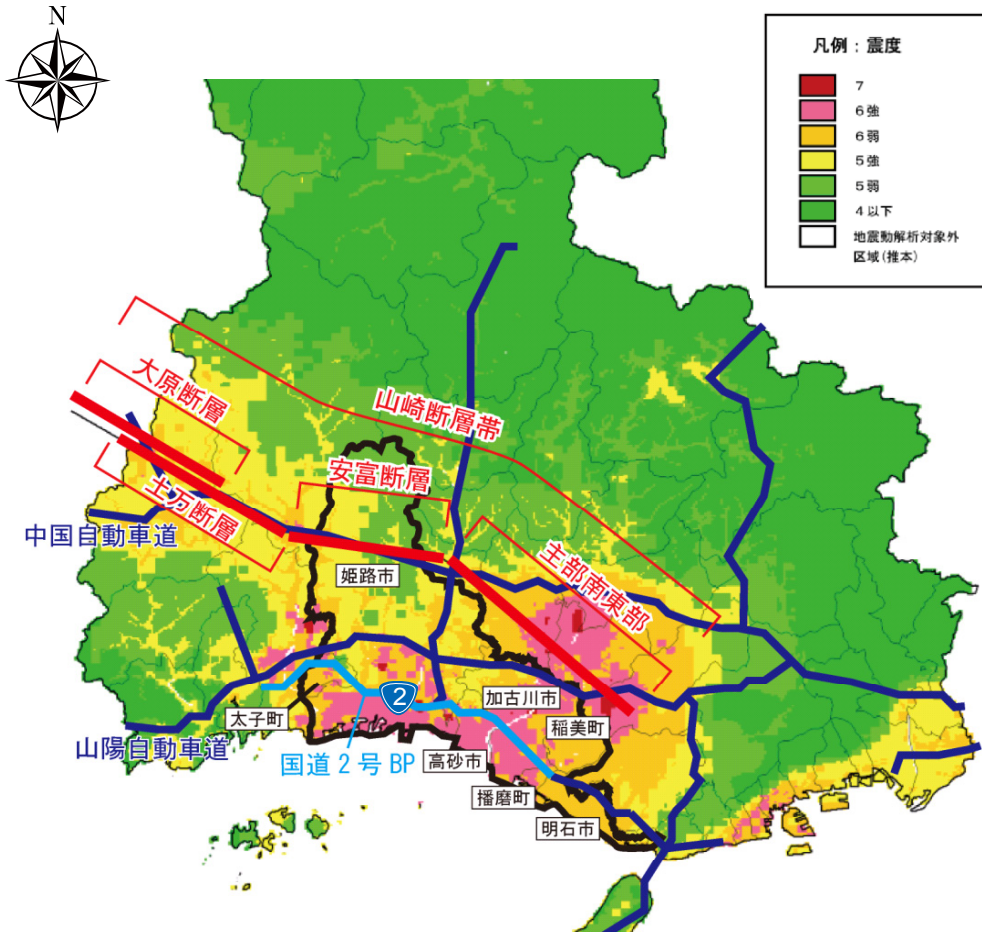 N
凡例：震度
7
6強
6弱
5強
5弱
4以下
地震動解析対象外
区域(推本)
大原断層
山崎断層帯
安富断層
土万断層
中国自動車道
主部南東部
姫路市
加古川市
2
太子町
稲美町
山陽自動車道
国道2号BP
高砂市
播磨町
明石市